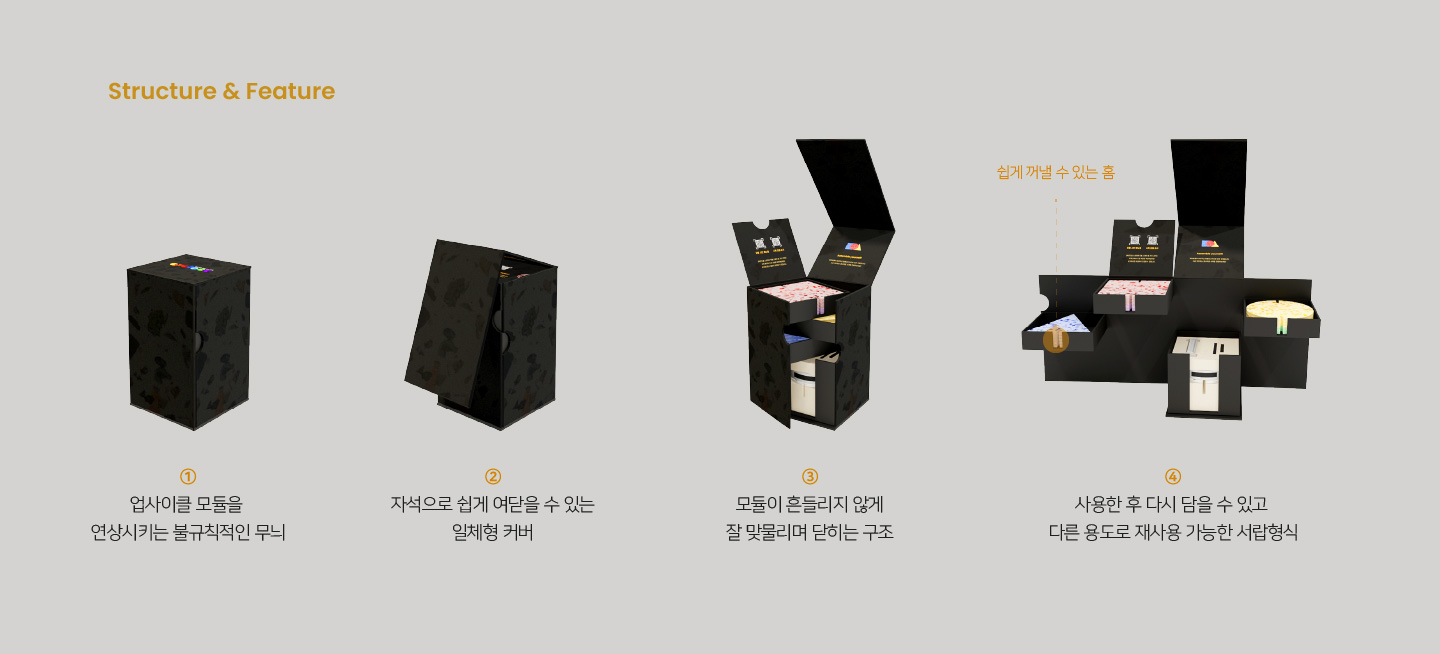 Structure & Feature
쉽게 꺼낼 수 있는 홈
①
업사이클 모듈을
연상시키는 불규칙적인 무늬
②
자석으로 쉽게 여닫을 수 있는
일체형 커버
③
모듈이 흔들리지 않게
잘 맞물리며 닫히는 구조
④
사용한 후 다시 담을 수 있고
다른 용도로 재사용 가능한 서랍형식